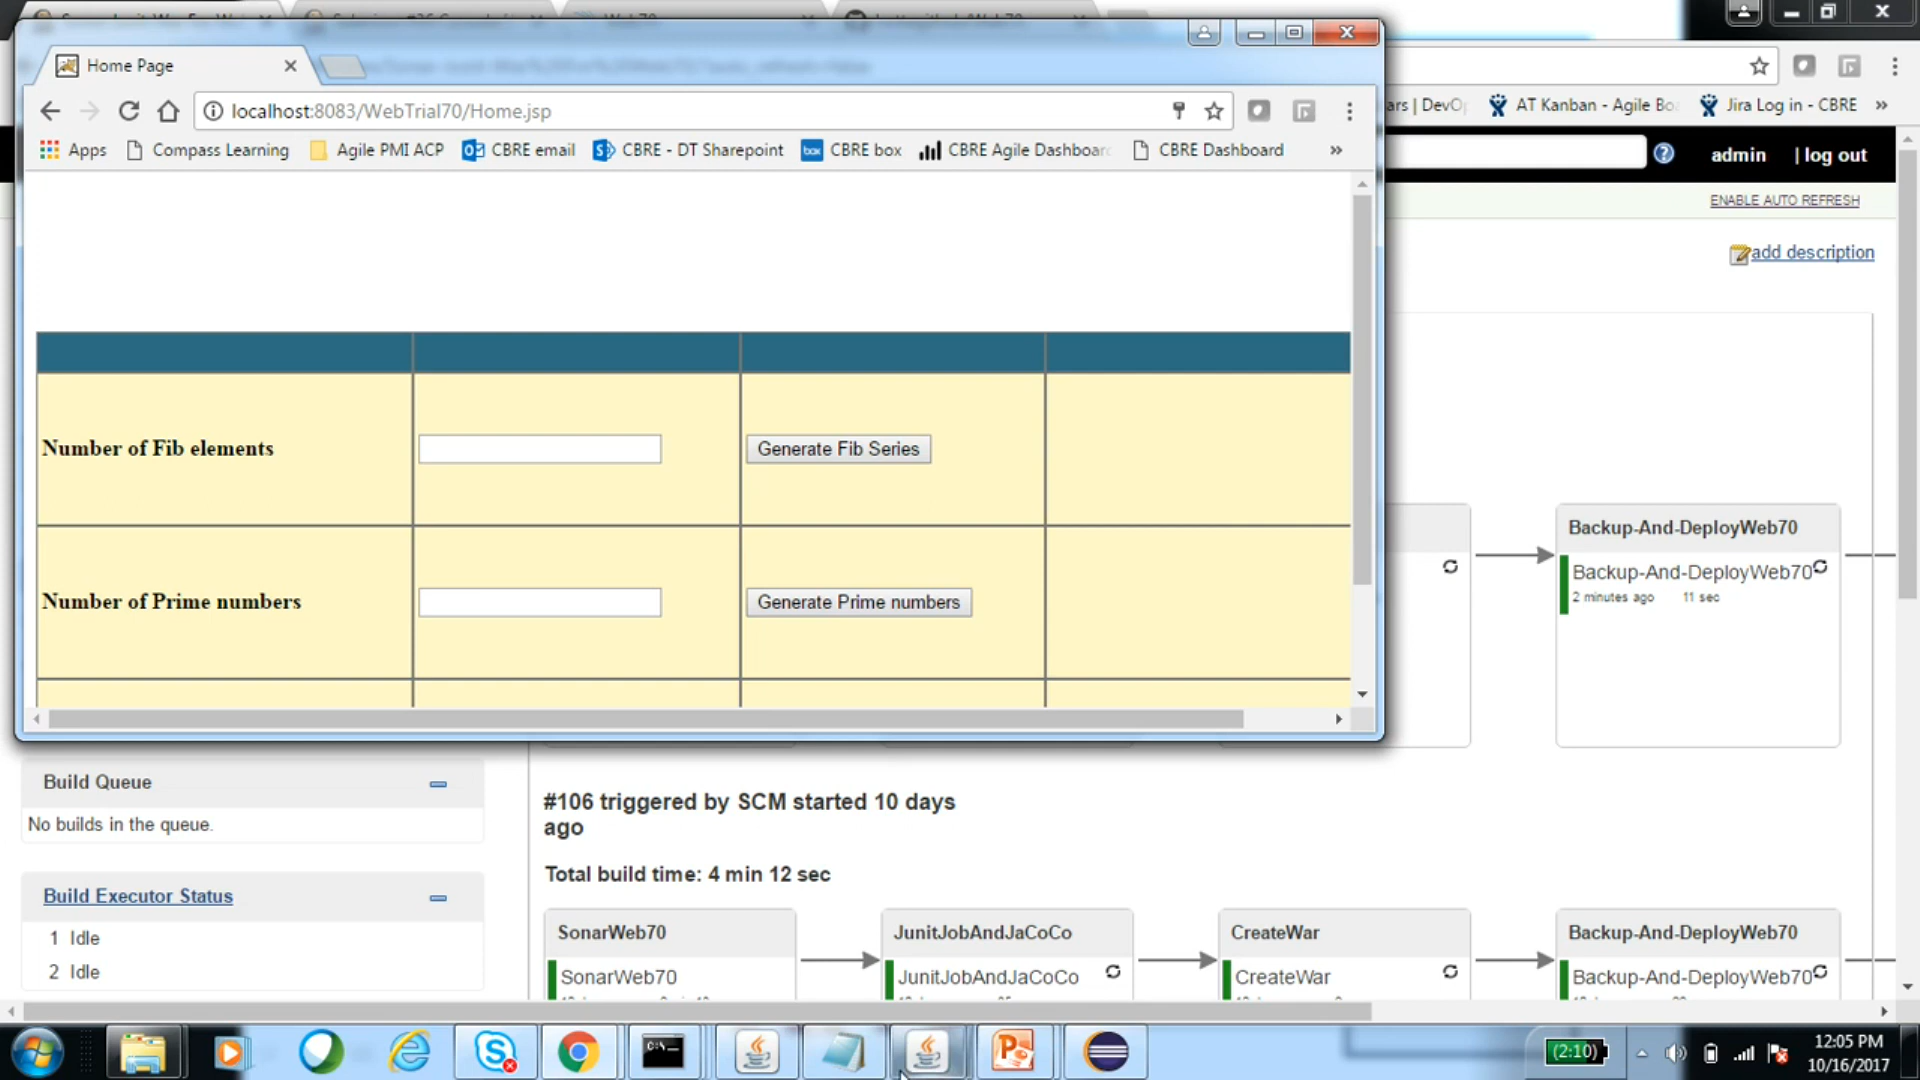 Home Page
localhost:8083/WebTrial70/Home.jsp
Apps
Compass Learning
Agile PMI ACP
CBRE email
CBRE - DT Sharepoint
CBRE box
CBRE Agile Dashboar
CBRE Dashboard
»
ars | DevO
AT Kanban - Agile Bo
Jira Log in - CBRE
»
admin
| log out
ENABLE AUTO REFRESH
add description
Number of Fib elements
Generate Fib Series
Number of Prime numbers
Generate Prime numbers
Backup-And-DeployWeb70
Backup-And-DeployWeb70
2 minutes ago 11 sec
Build Queue
No builds in the queue.
Build Executor Status
1 Idle
2 Idle
#106 triggered by SCM started 10 days
ago
Total build time: 4 min 12 sec
SonarWeb70
SonarWeb70
JunitJobAndJaCoCo
JunitJobAndJaCoCo
CreateWar
CreateWar
Backup-And-DeployWeb70
Backup-And-DeployWeb70
(2:10)
12:05 PM
10/16/2017